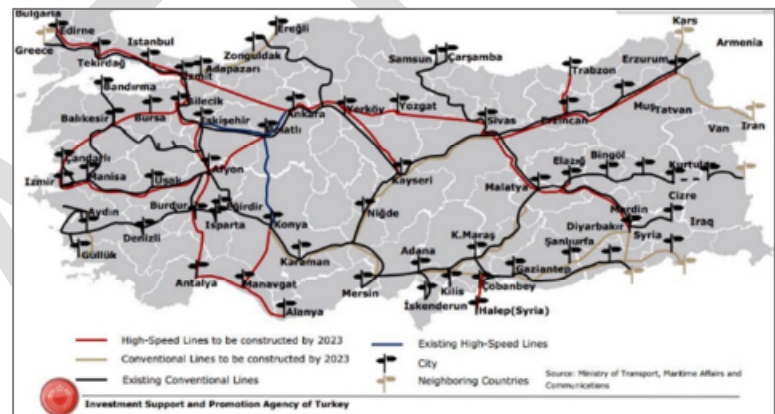 Bulgaria
Edirne
Greece
Tekirdağ
Istanbul
Izmit
Adapazarı
Zonguldak
Ereğli
Samsun
Çarşamba
Kars
Armenia
Trabzon
Erzurum
Bandırma
Bilecik
Balıkesir
Bursa
Eskişehir
Ankara
Yerköy
Yozgat
Sivas
Erzincan
Muş
Tatvan
Van
Iran
Çandarlı
Izmir
Manisa
Uşak
Afyon
Kayseri
Malatya
Elazığ
Bingöl
Kurtula
Cizre
Iraq
Mardin
Diyarbakır
Syria
Aydın
Burdur
Eğirdir
Isparta
Konya
Niğde
Denizli
Güllük
Karaman
Adana
K.Maraş
Şanlıurfa
Gaziantep
Antalya
Manavgat
Mersin
Kilis
Çobanbey
İskenderun
Alanya
Halep(Syria)
High-Speed Lines to be constructed by 2023
Existing High-Speed Lines
Conventional Lines to be constructed by 2023
City
Existing Conventional Lines
Neighboring Countries
Source: Ministry of Transport, Maritime Affairs and
Communications
Investment Support and Promotion Agency of Turkey